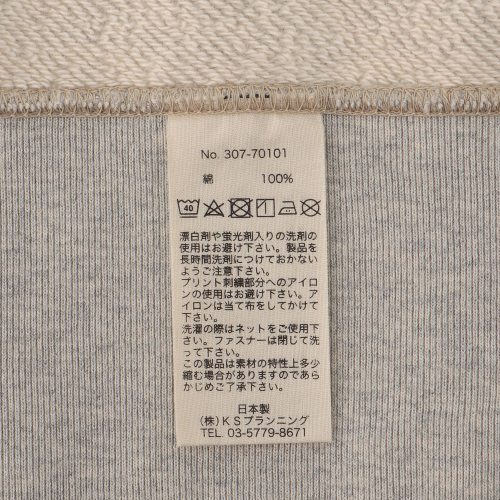 No. 307-70101
綿 100%
40
漂白剤や蛍光剤入りの洗剤の
使用はお避け下さい。製品を
長時間洗剤につけておかない
ようご注意下さい。
プリント刺繍部分へのアイロ
ンの使用はお避け下さい。ア
イロンは当て布をしてかけて
下さい。
洗濯の際はネットをご使用下
さい。ファスナーは閉じて洗
って下さい。
この製品は素材の特性上多少
縮む場合がありますのであら
かじめご了承下さい。
日本製
(株)KSプランニング
TEL. 03-5779-8671